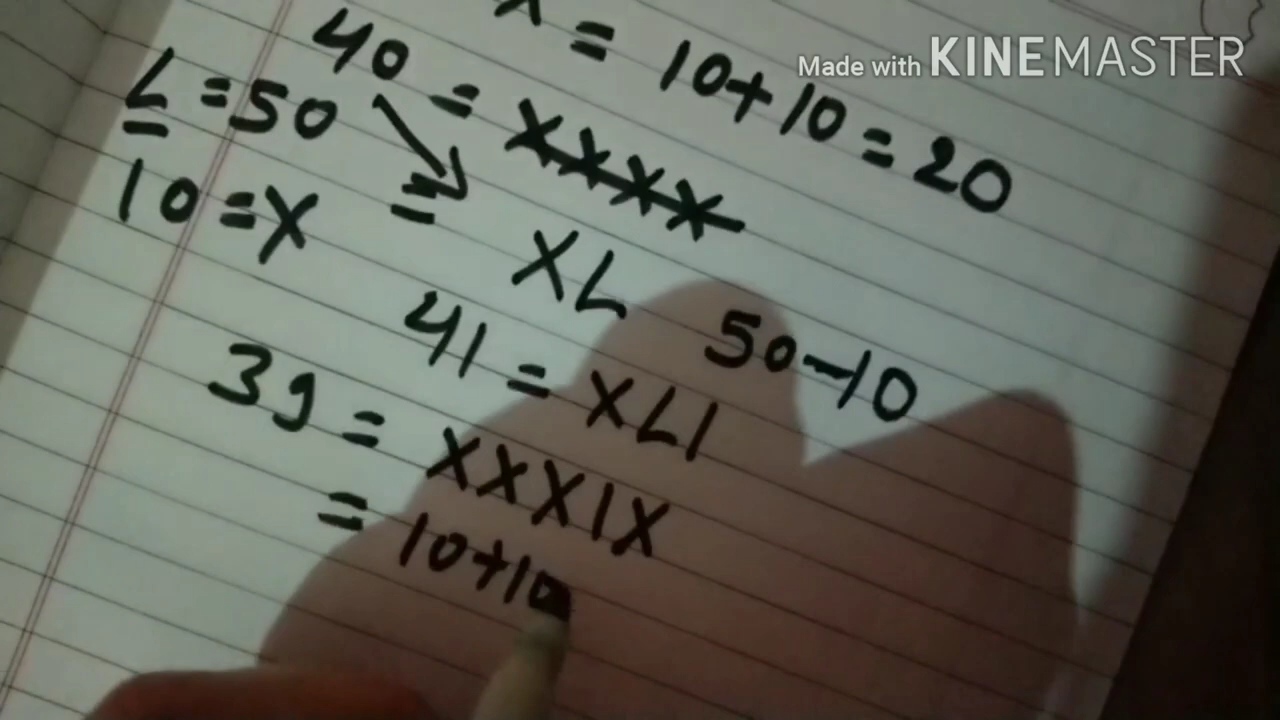 Made with KINEMASTER
X = 10+10=20
40 = XXXX
L =50
= XL 50-10
10 =X
41 = XLI
39 = XXXIX
= 10+10